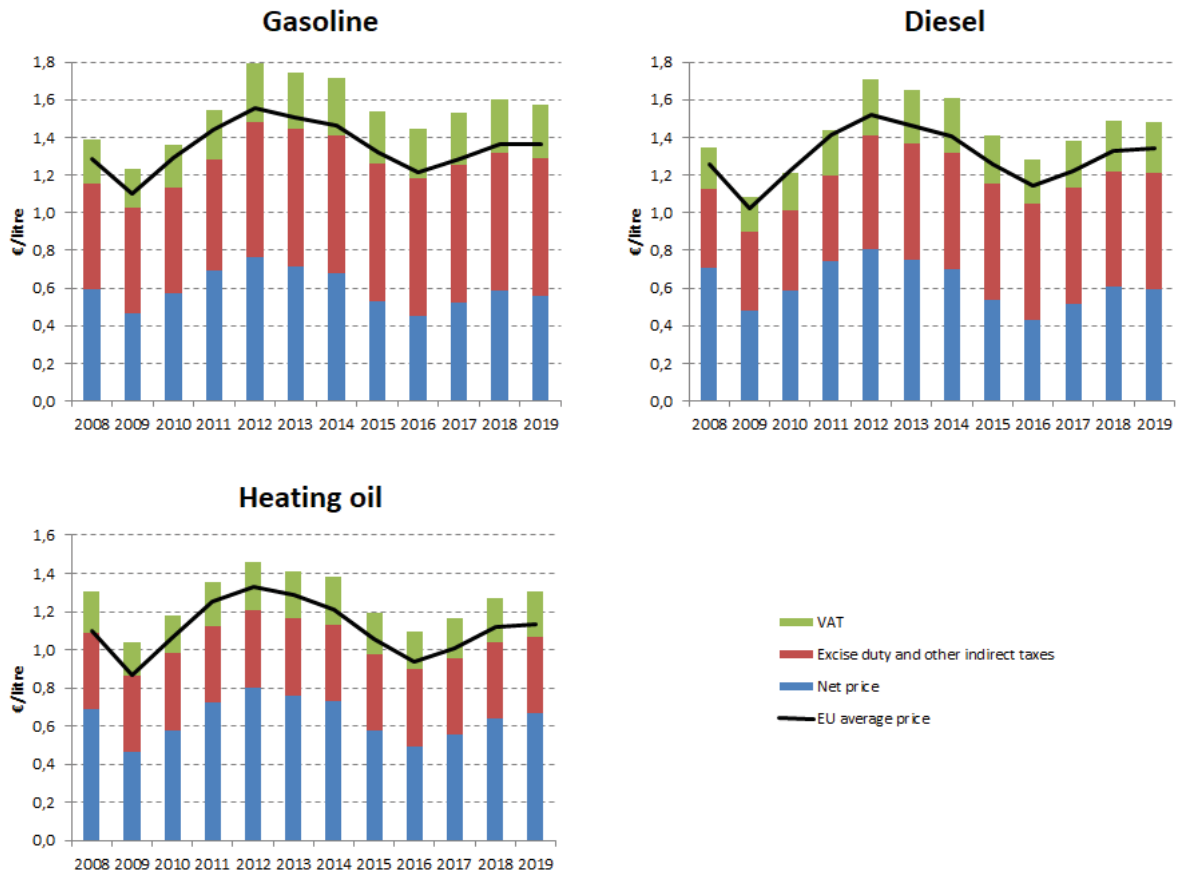 Gasoline
€/litre
1,8
1,6
1,4
1,2
1,0
0,8
0,6
0,4
0,2
0,0
2008 2009 2010 2011 2012 2013 2014 2015 2016 2017 2018 2019
Diesel
€/litre
1,8
1,6
1,4
1,2
1,0
0,8
0,6
0,4
0,2
0,0
2008 2009 2010 2011 2012 2013 2014 2015 2016 2017 2018 2019
Heating oil
€/litre
1,6
1,4
1,2
1,0
0,8
0,6
0,4
0,2
0,0
2008 2009 2010 2011 2012 2013 2014 2015 2016 2017 2018 2019
VAT
Excise duty and other indirect taxes
Net price
EU average price